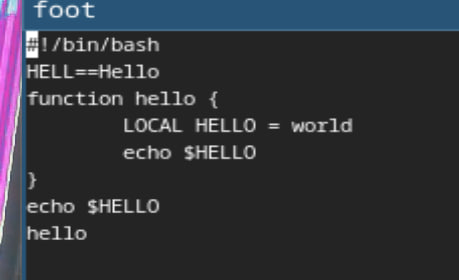 foot
#!/bin/bash
HELL==Hello
function hello {
        LOCAL HELLO = world
        echo $HELLO
}
echo $HELLO
hello